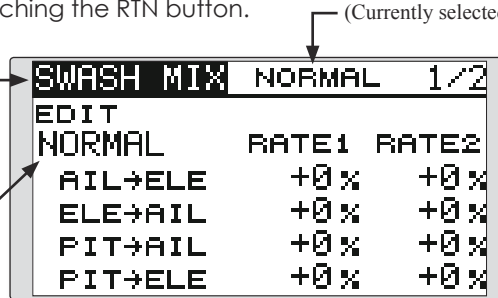 ching the RTN button.
(Currently selected
SWASH MIX NORMAL 1/2
EDIT
NORMAL RATE1 RATE2
AIL→ELE +0% +0%
ELE→AIL +0% +0%
PIT→AIL +0% +0%
PIT→ELE +0% +0%